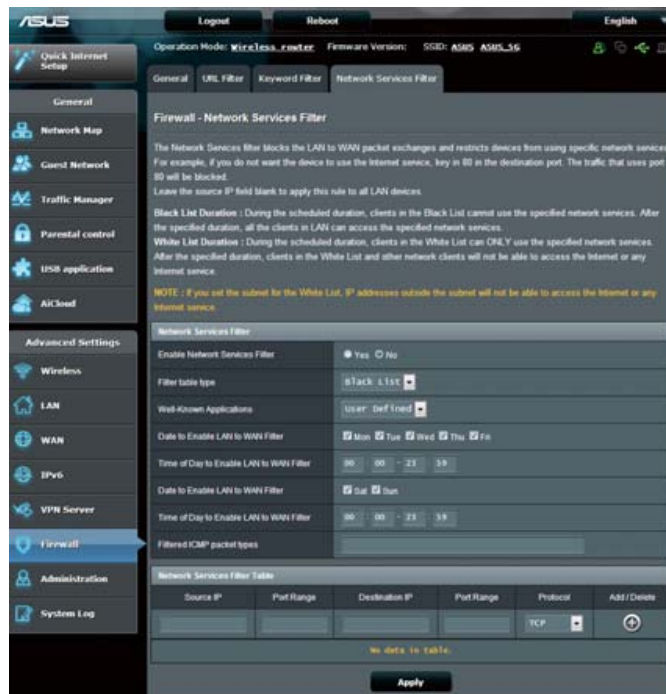 ASUS
Logout
Reboot
English
Quick Internet Setup
Operation Mode: Wireless router Firmware Version: SSID: ASUS ASUS_5G
General
URL Filter
Keyword Filter
Network Services Filter
General
Network Map
Guest Network
Traffic Manager
Parental control
USB application
AiCloud
Advanced Settings
Wireless
LAN
WAN
IPv6
VPN Server
Firewall
Administration
System Log
Firewall - Network Services Filter
The Network Services filter blocks the LAN to WAN packet exchanges and restricts devices from using specific network services.
For example, if you do not want the device to use the Internet service, key in 80 in the destination port. The traffic that uses port
80 will be blocked.
Leave the source IP field blank to apply this rule to all LAN devices.
Black List Duration : During the scheduled duration, clients in the Black List cannot use the specified network services. After
the specified duration, all the clients in LAN can access the specified network services.
White List Duration : During the scheduled duration, clients in the White List can ONLY use the specified network services.
After the specified duration, clients in the White List and other network clients will not be able to access the Internet or any
Internet service.
NOTE : If you set the subnet for the White List, IP addresses outside the subnet will not be able to access the Internet or any
Internet service.
Network Services Filter
Enable Network Services Filter Yes No
Filter table type Black List
Well-Known Applications User Defined
Date to Enable LAN to WAN Filter Mon Tue Wed Thu Fri
Time of Day to Enable LAN to WAN Filter 00 : 00 - 23 : 59
Date to Enable LAN to WAN Filter Sat Sun
Time of Day to Enable LAN to WAN Filter 00 : 00 - 23 : 59
Filtered ICMP packet types
Network Services Filter Table
Source IP Port Range Destination IP Port Range Protocol Add / Delete
TCP
No data in table.
Apply